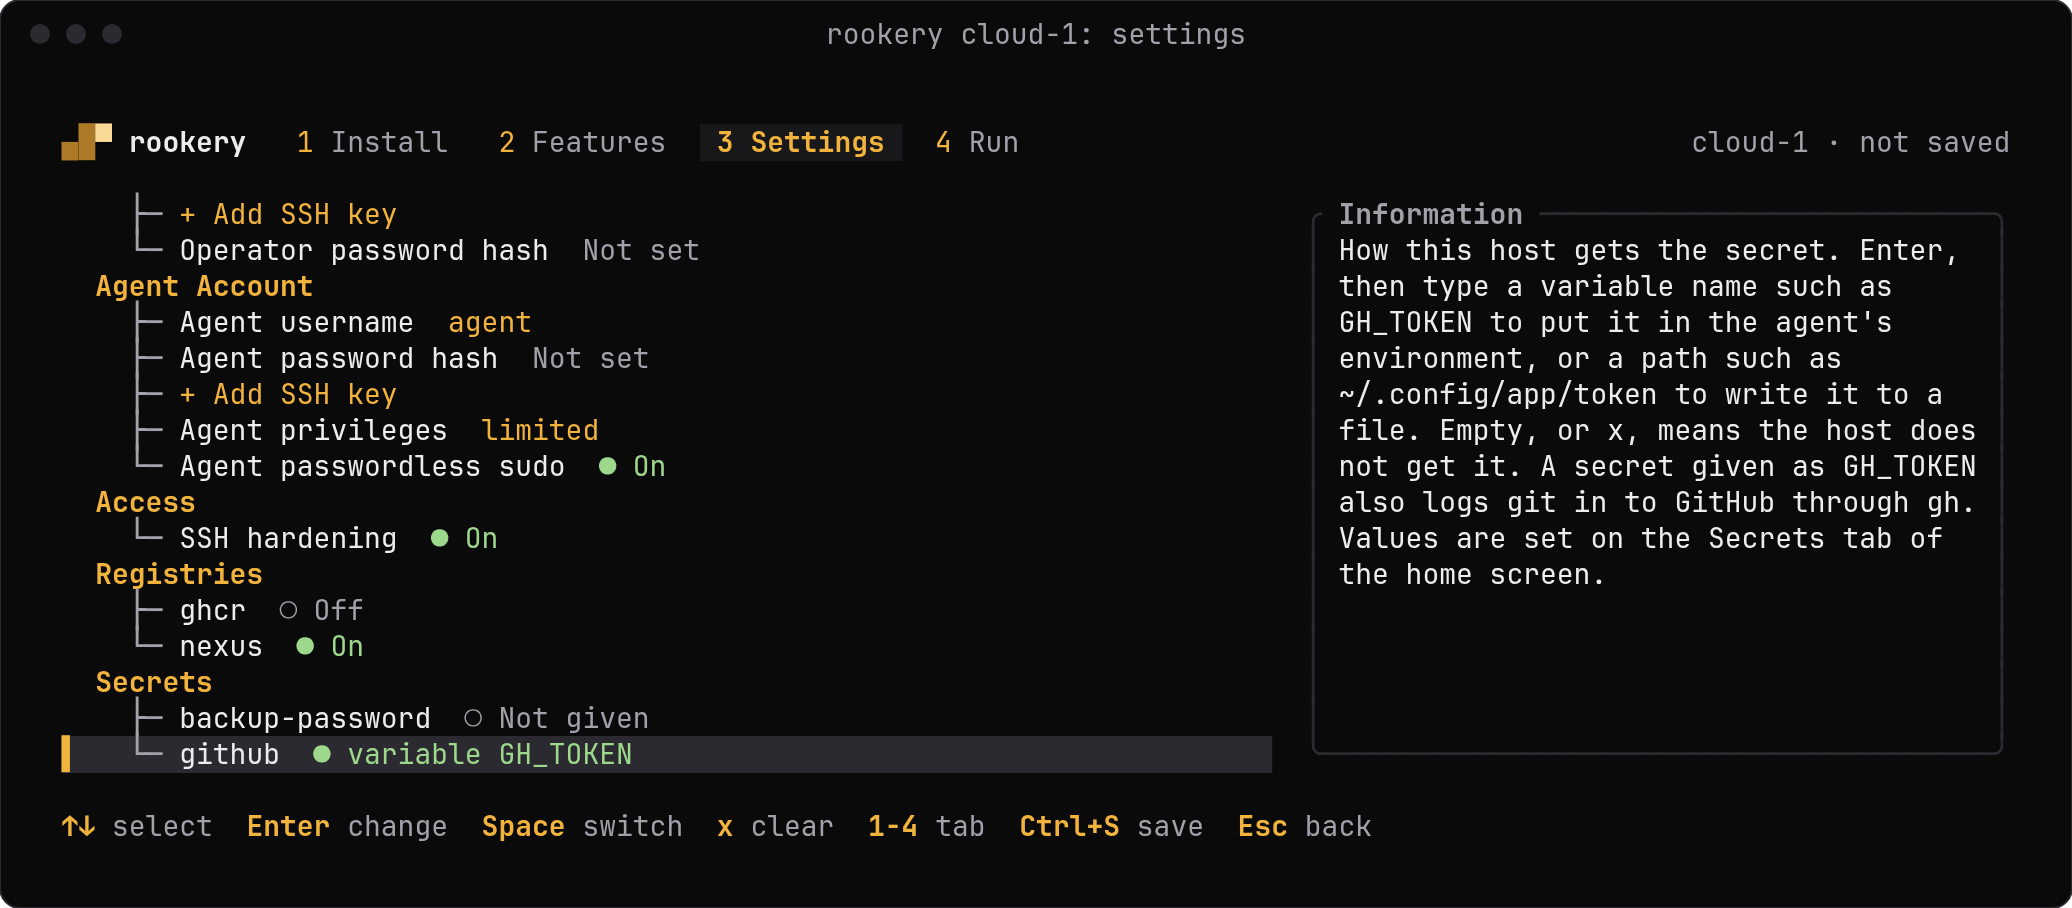 rookery cloud-1: settings
rookery 1 Install 2 Features 3 Settings 4 Run cloud-1 · not saved
+ Add SSH key
Operator password hash Not set
Agent Account
Agent username agent
Agent password hash Not set
+ Add SSH key
Agent privileges limited
Agent passwordless sudo ● On
Access
SSH hardening ● On
Registries
ghcr ○ Off
nexus ● On
Secrets
backup-password ○ Not given
github ● variable GH_TOKEN
Information
How this host gets the secret. Enter,
then type a variable name such as
GH_TOKEN to put it in the agent's
environment, or a path such as
~/.config/app/token to write it to a
file. Empty, or x, means the host does
not get it. A secret given as GH_TOKEN
also logs git in to GitHub through gh.
Values are set on the Secrets tab of
the home screen.
↑↓ select Enter change Space switch x clear 1-4 tab Ctrl+S save Esc back